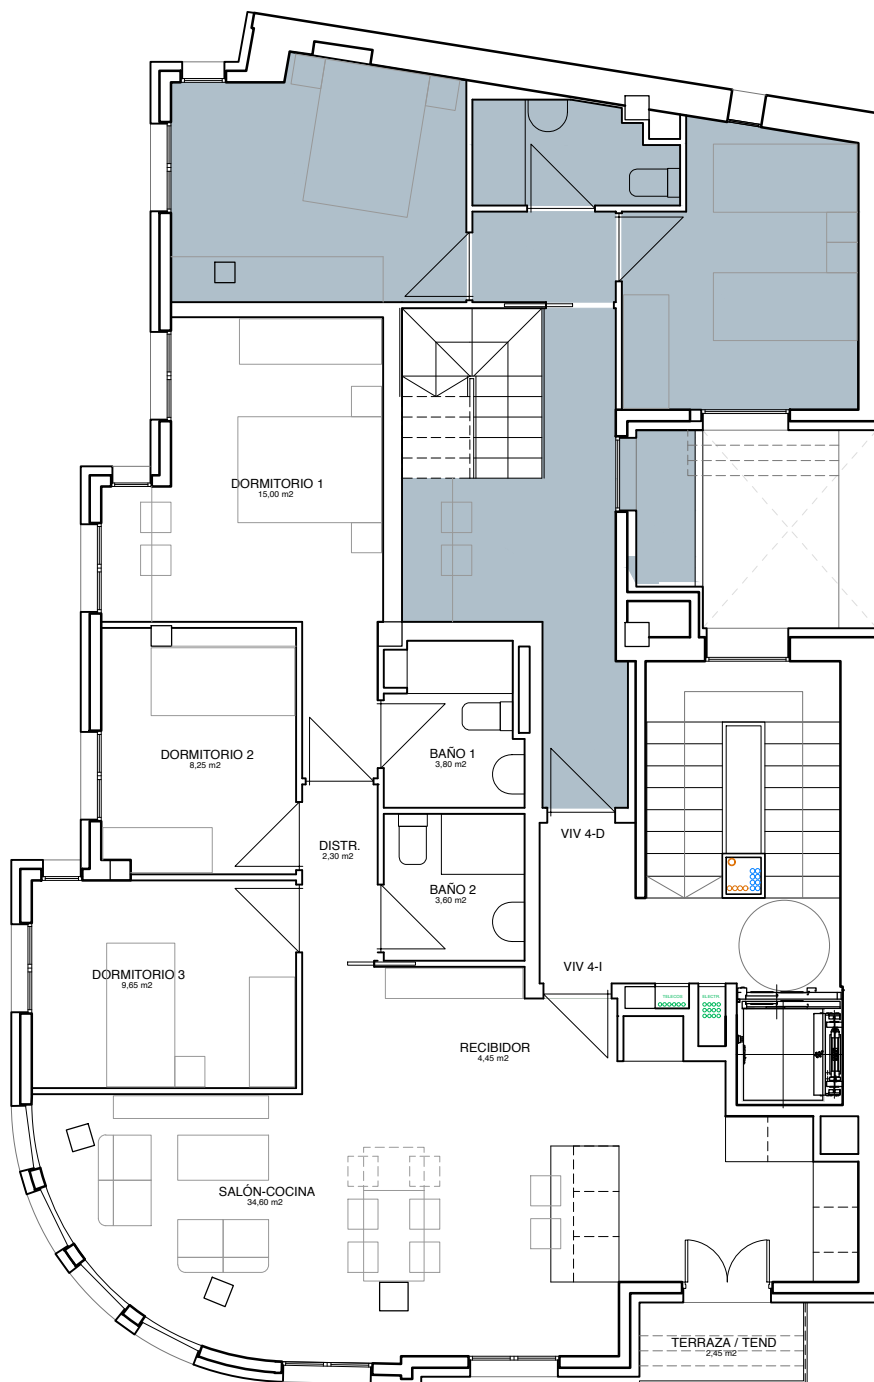 DORMITORIO 1
15,00 m2
DORMITORIO 2
8,25 m2
BAÑO 1
3,80 m2
VIV 4-D
DISTR.
2,30 m2
BAÑO 2
3,60 m2
DORMITORIO 3
9,65 m2
VIV 4-I
TELECOS
ELECTR
RECIBIDOR
4,45 m2
SALÓN-COCINA
34,60 m2
TERRAZA / TEND
2,45 m2